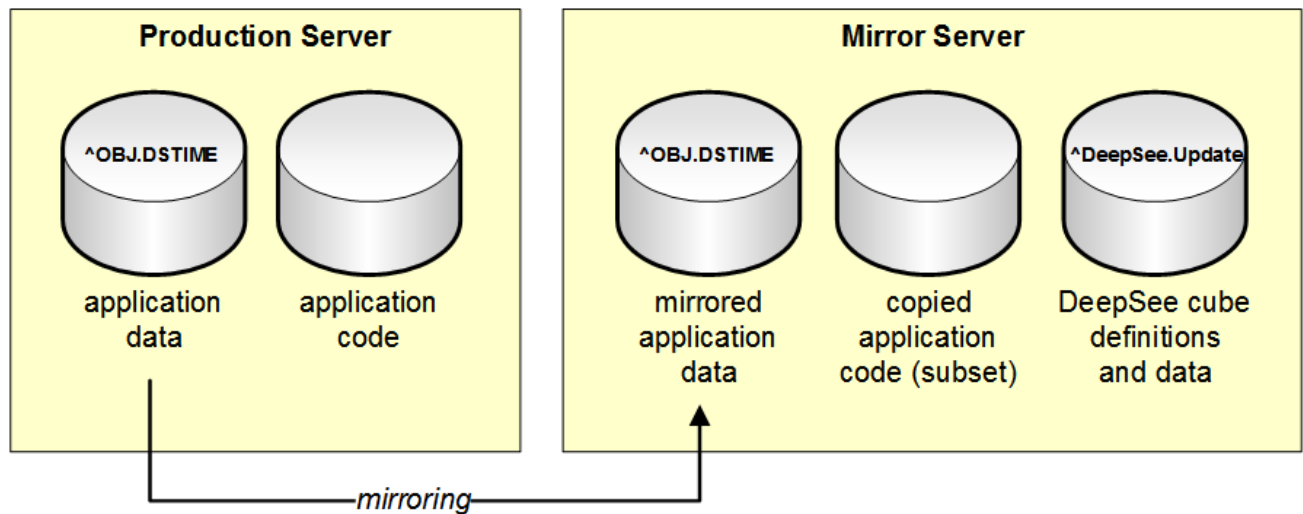 Production Server
Mirror Server
^OBJ.DSTIME
^OBJ.DSTIME
^DeepSee.Update
application
data
application
code
mirrored
application
data
copied
application
code (subset)
DeepSee cube
definitions
and data
mirroring